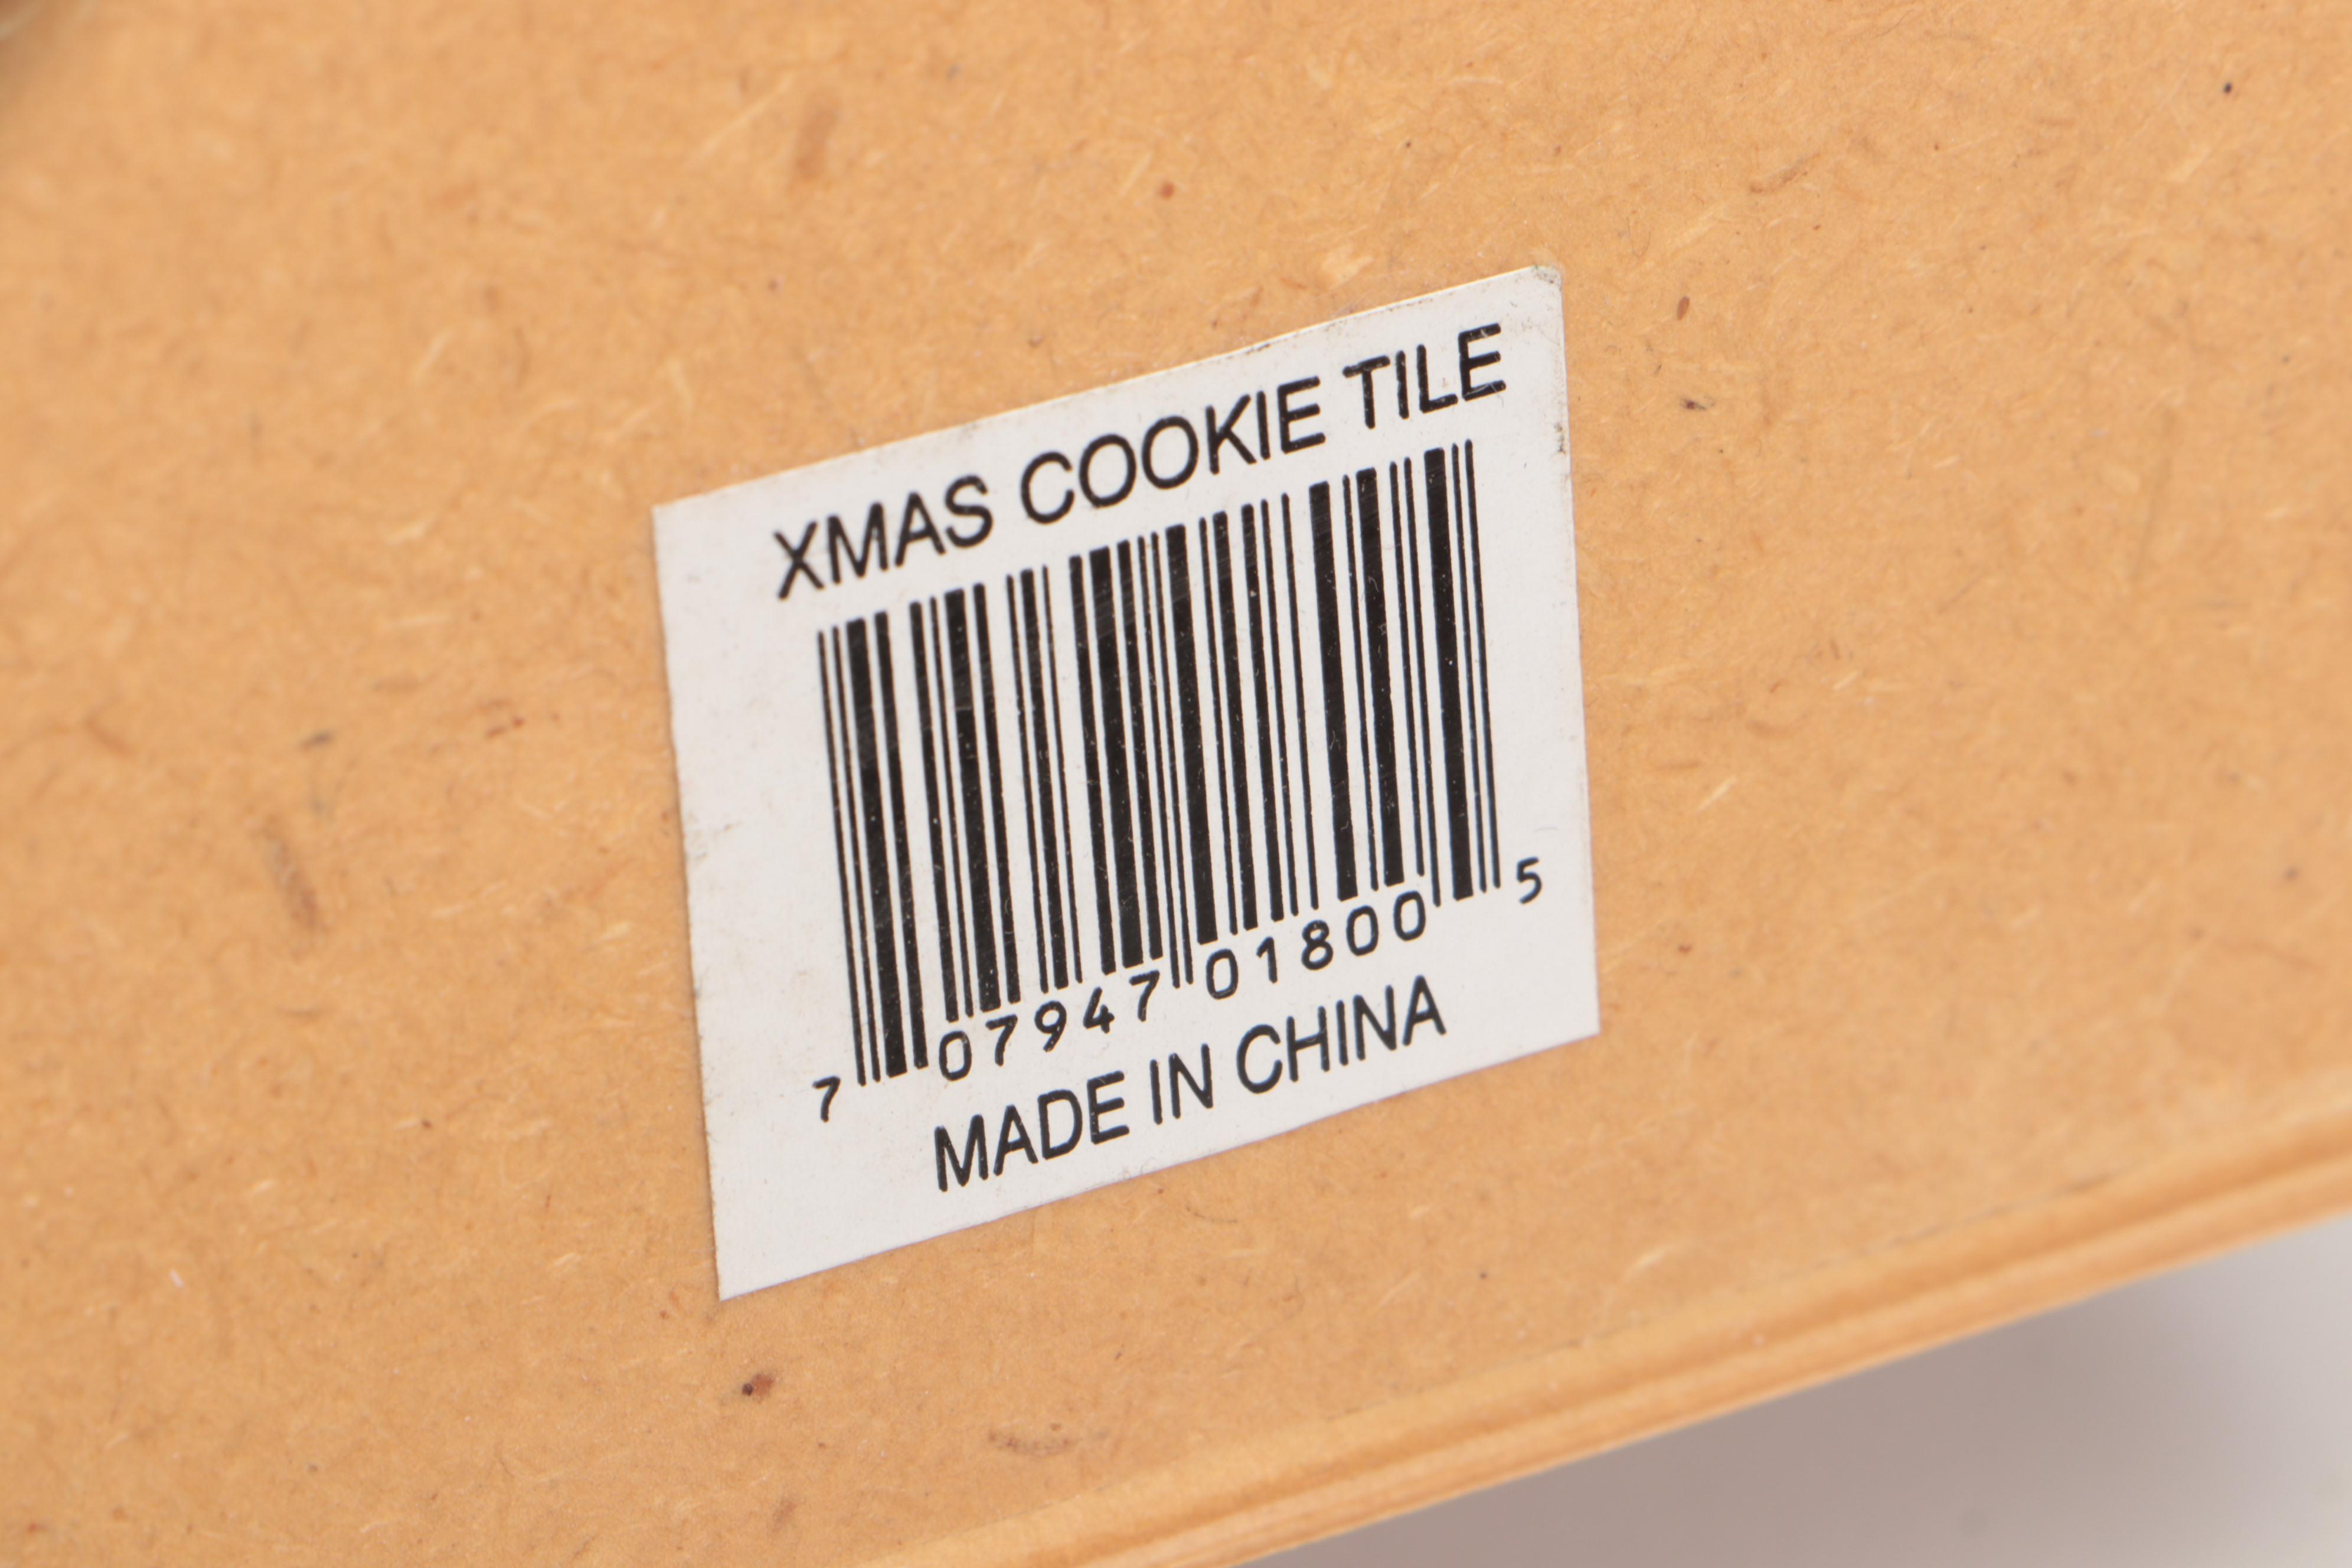 XMAS COOKIE TILE
7 07947 01800 5
MADE IN CHINA